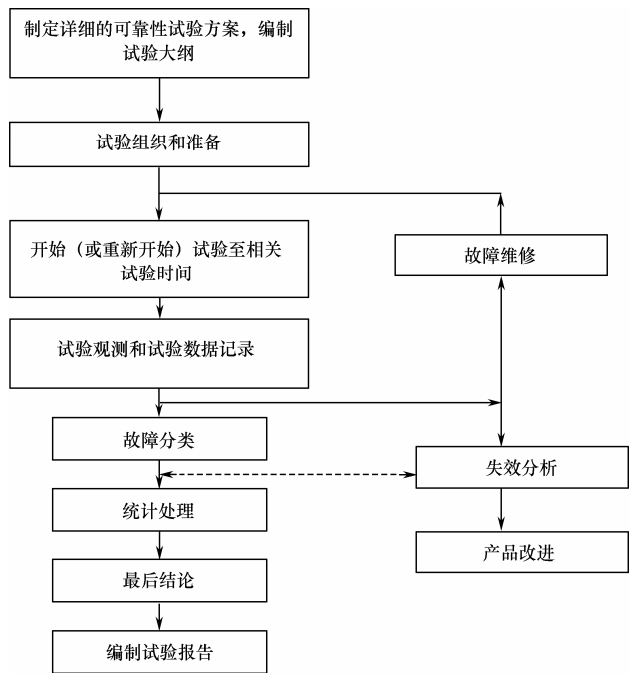 制定详细的可靠性试验方案，编制
试验大纲
试验组织和准备
开始（或重新开始）试验至相关
试验时间
故障维修
试验观测和试验数据记录
故障分类
失效分析
统计处理
产品改进
最后结论
编制试验报告